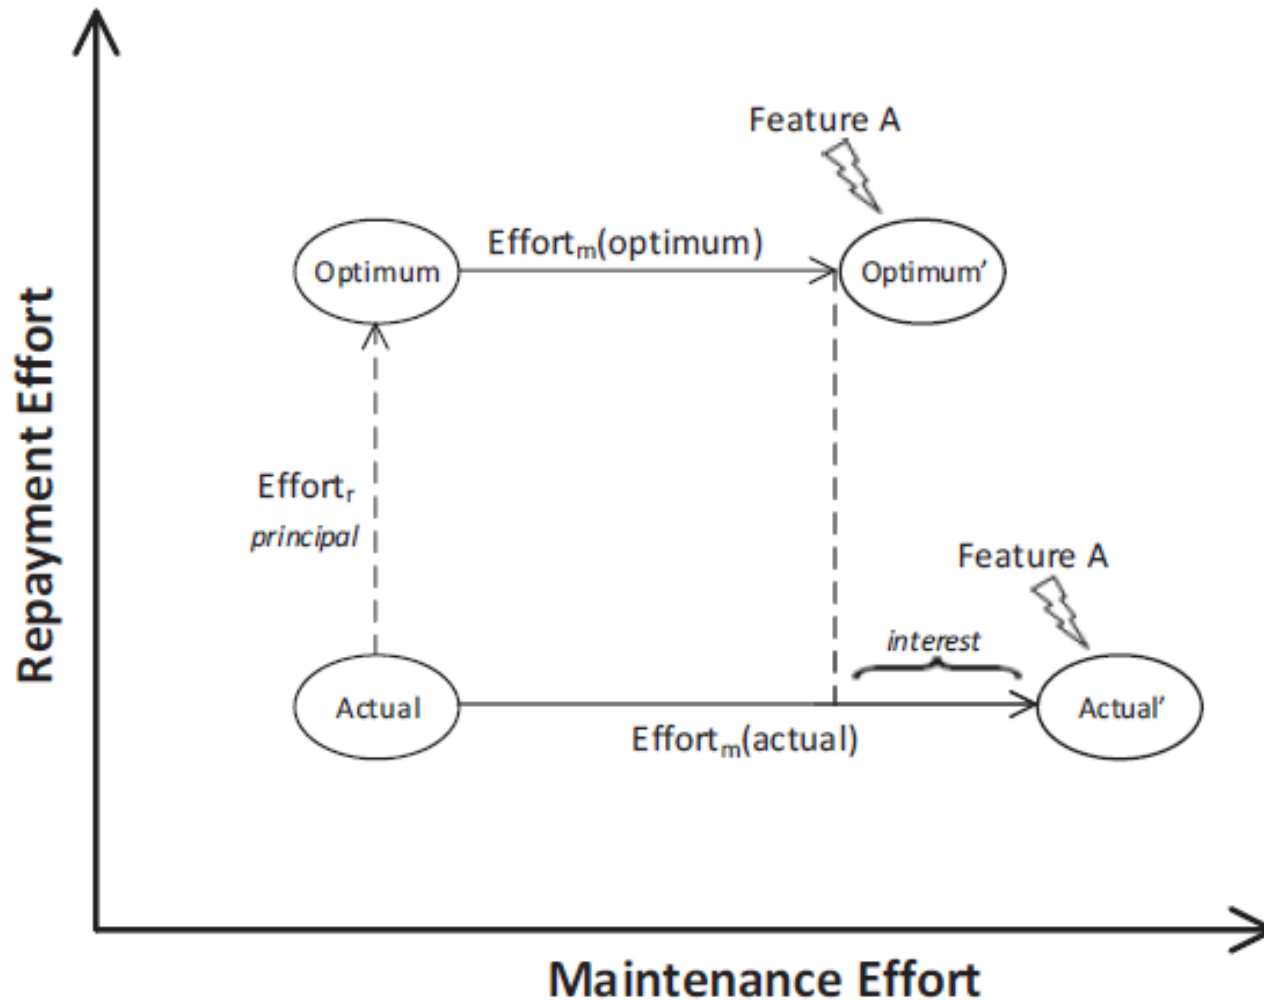 Feature A
Effortm(optimum)
Optimum
Optimum’
Repayment Effort
Effortr
principal
Feature A
interest
Actual
Actual’
Effortm(actual)
Maintenance Effort